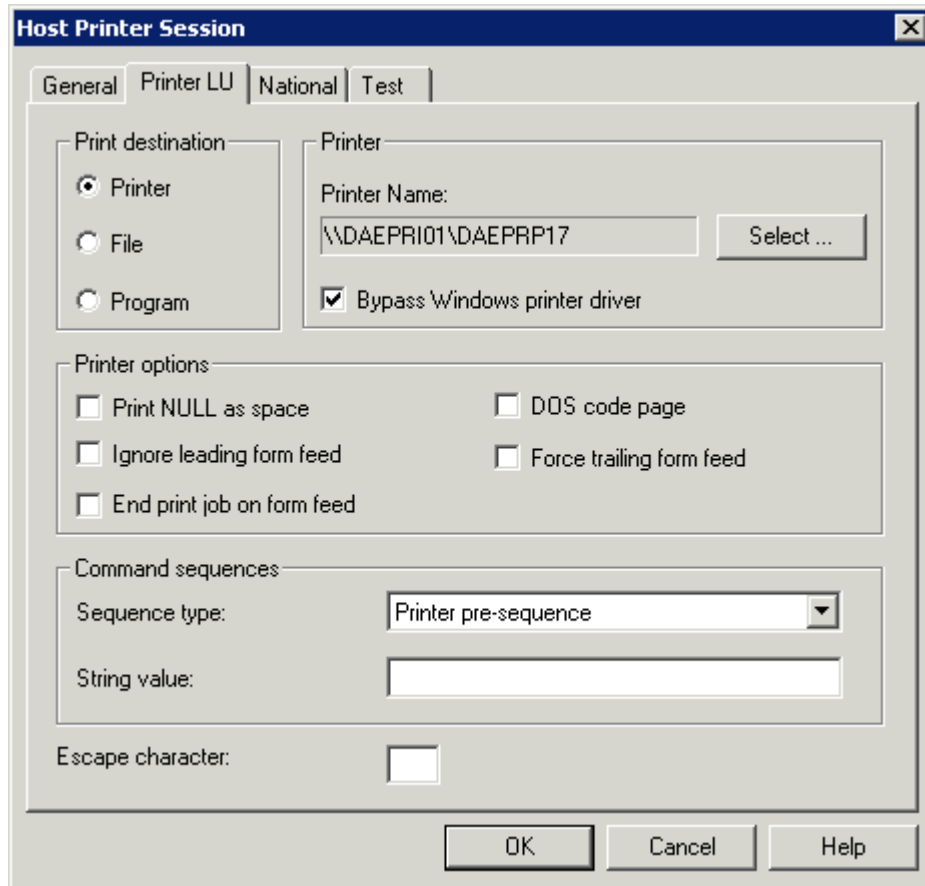 Host Printer Session
General Printer LU National Test
Print destination
Printer
File
Program
Printer
Printer Name:
\\DAEPRI01\DAEPRP17 Select ...
Bypass Windows printer driver
Printer options
Print NULL as space DOS code page
Ignore leading form feed Force trailing form feed
End print job on form feed
Command sequences
Sequence type: Printer pre-sequence
String value:
Escape character:
OK Cancel Help